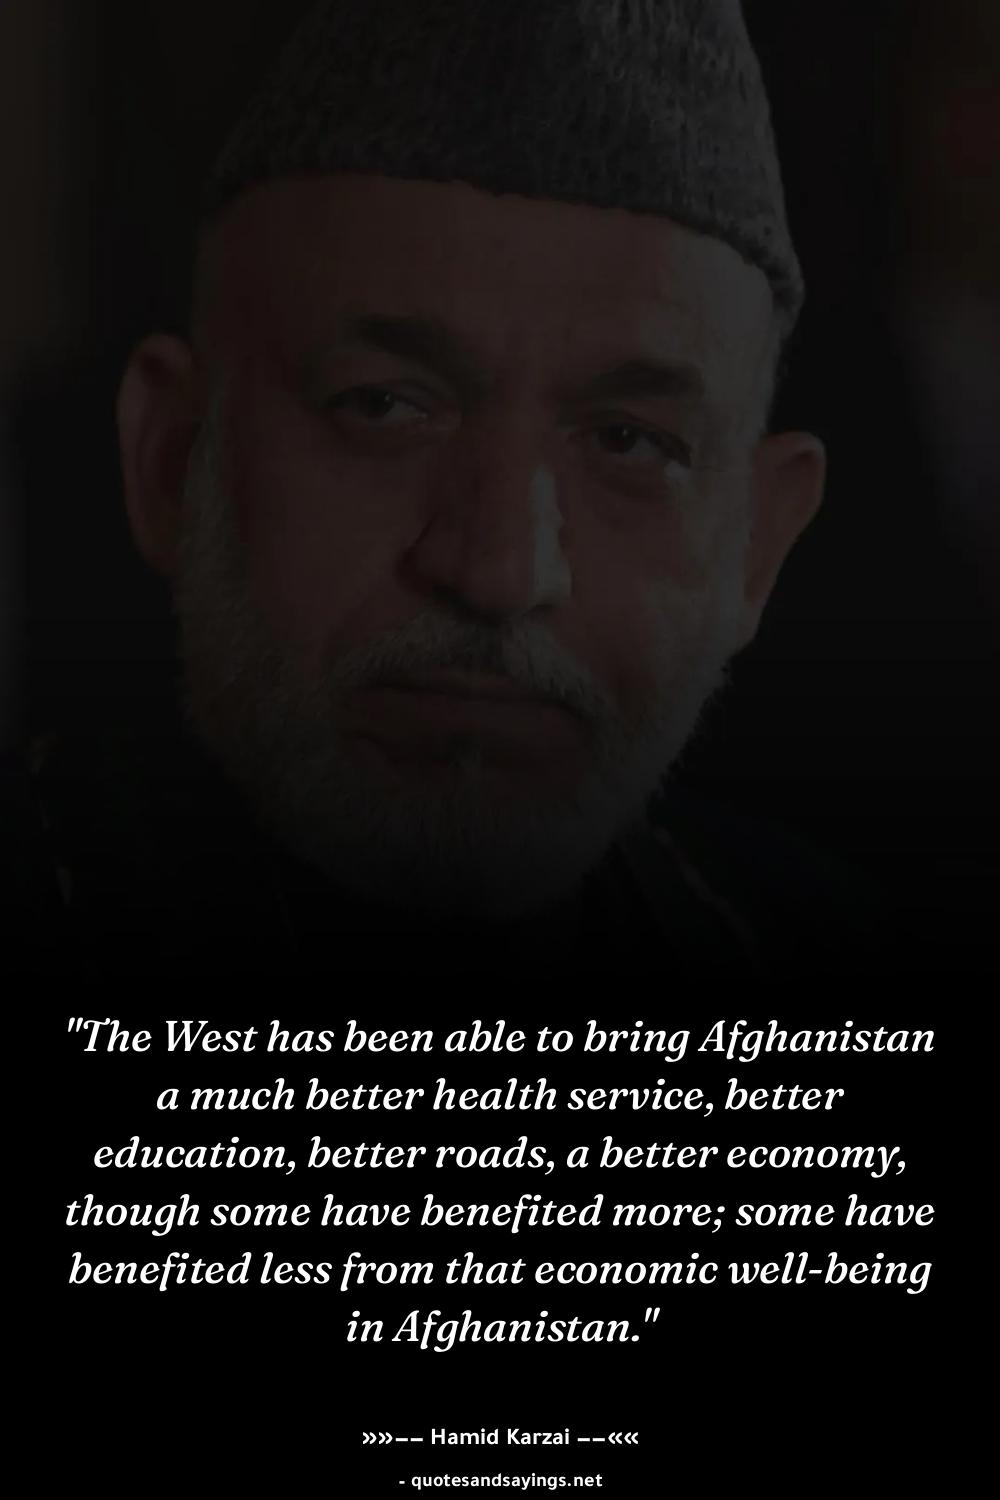 "The West has been able to bring Afghanistan
a much better health service, better
education, better roads, a better economy,
though some have benefited more; some have
benefited less from that economic well-being
in Afghanistan."
»»–– Hamid Karzai ––««
- quotesandsayings.net